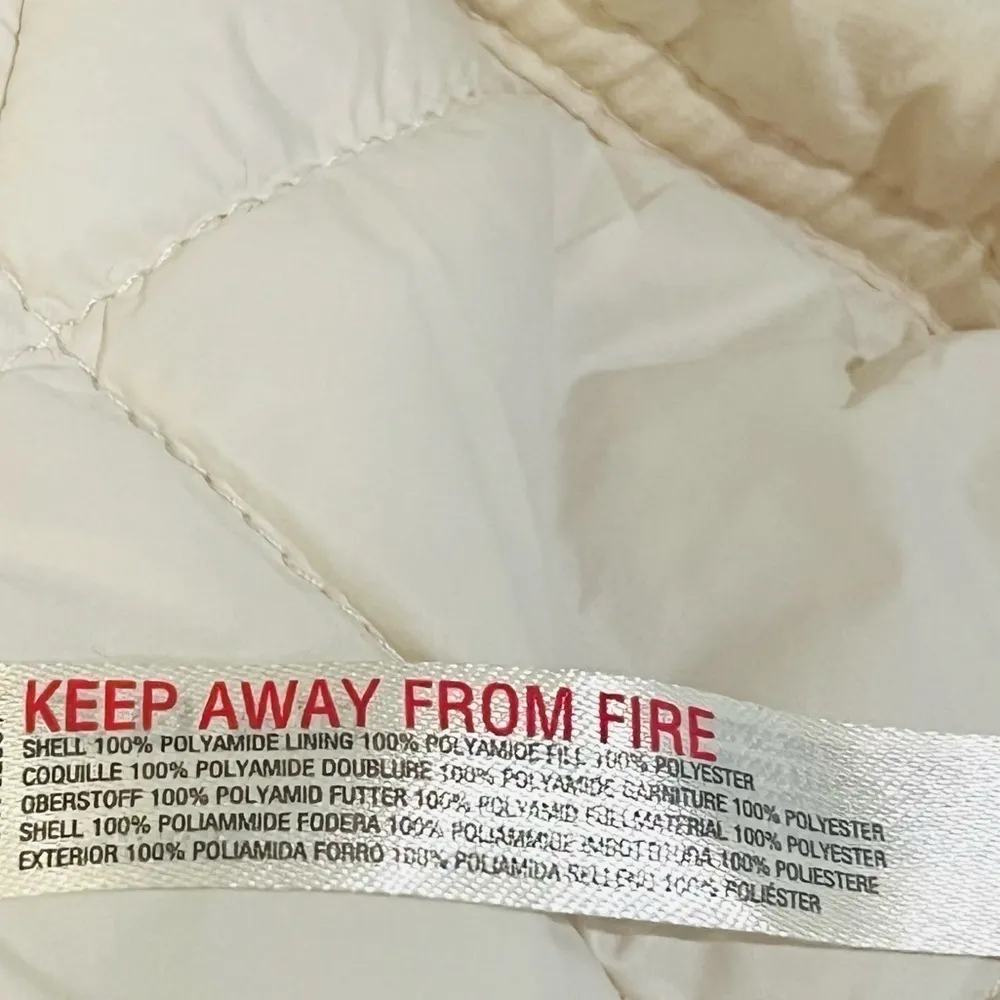 KEEP AWAY FROM FIRE
SHELL 100% POLYAMIDE LINING 100% POLYAMIDE FILL 100% POLYESTER
COQUILLE 100% POLYAMIDE DOUBLURE 100% POLYAMIDE GARNITURE 100% POLYESTER
OBERSTOFF 100% POLYAMID FUTTER 100% POLYAMID FÜLLMATERIAL 100% POLYESTER
SHELL 100% POLIAMMIDE FODERA 100% POLIAMMIDE IMBOTTITURA 100% POLIESTERE
EXTERIOR 100% POLIAMIDA FORRO 100% POLIAMIDA RELLENO 100% POLIÉSTER